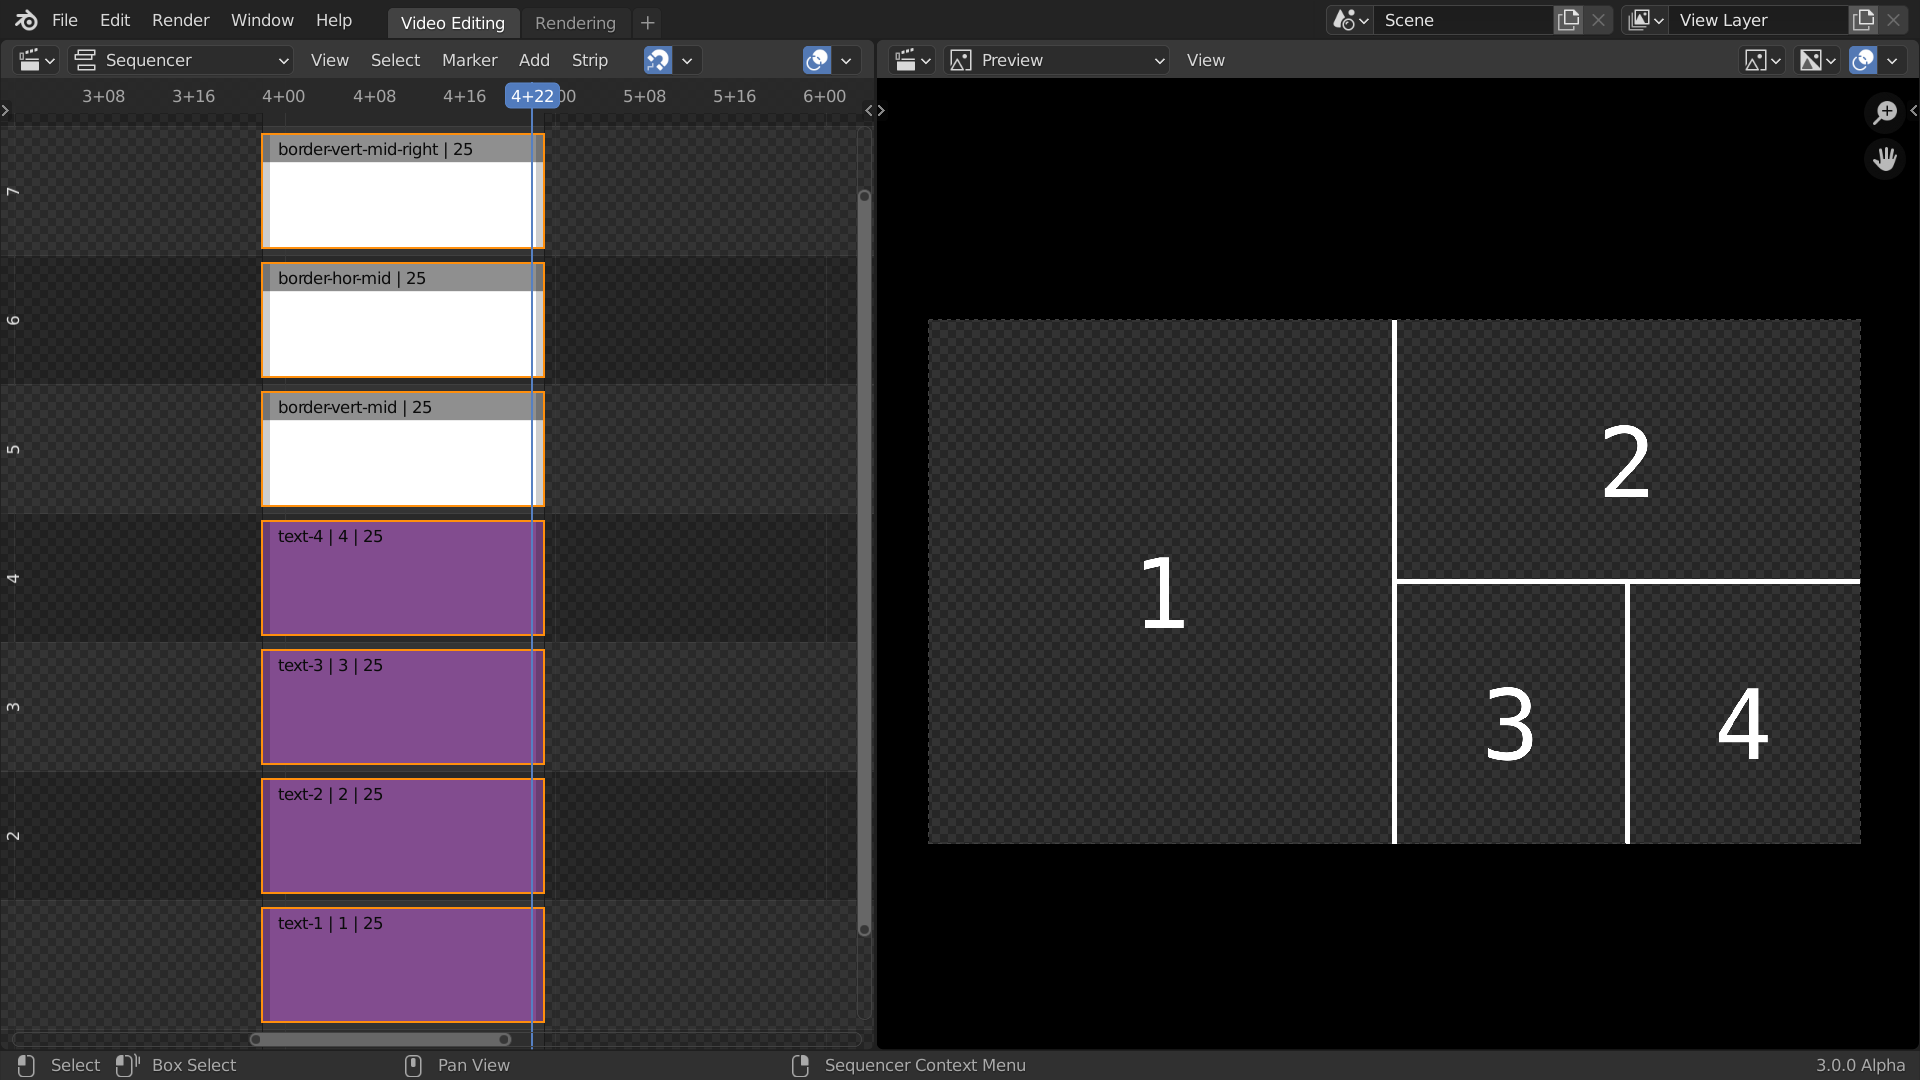 File Edit Render Window Help Video Editing Rendering + Scene View Layer
Sequencer View Select Marker Add Strip Preview View
3+08 3+16 4+00 4+08 4+16 4+22 00 5+08 5+16 6+00
7 border-vert-mid-right | 25
6 border-hor-mid | 25
5 border-vert-mid | 25
4 text-4 | 4 | 25
3 text-3 | 3 | 25
2 text-2 | 2 | 25
text-1 | 1 | 25
2
1
3 4
Select Box Select Pan View Sequencer Context Menu 3.0.0 Alpha